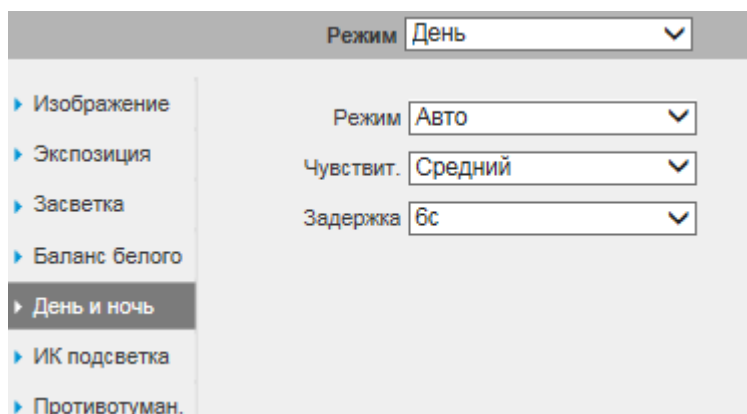 Режим День
Изображение
Экспозиция
Засветка
Баланс белого
День и ночь
ИК подсветка
Противотуман.
Режим Авто
Чувствит. Средний
Задержка 6с